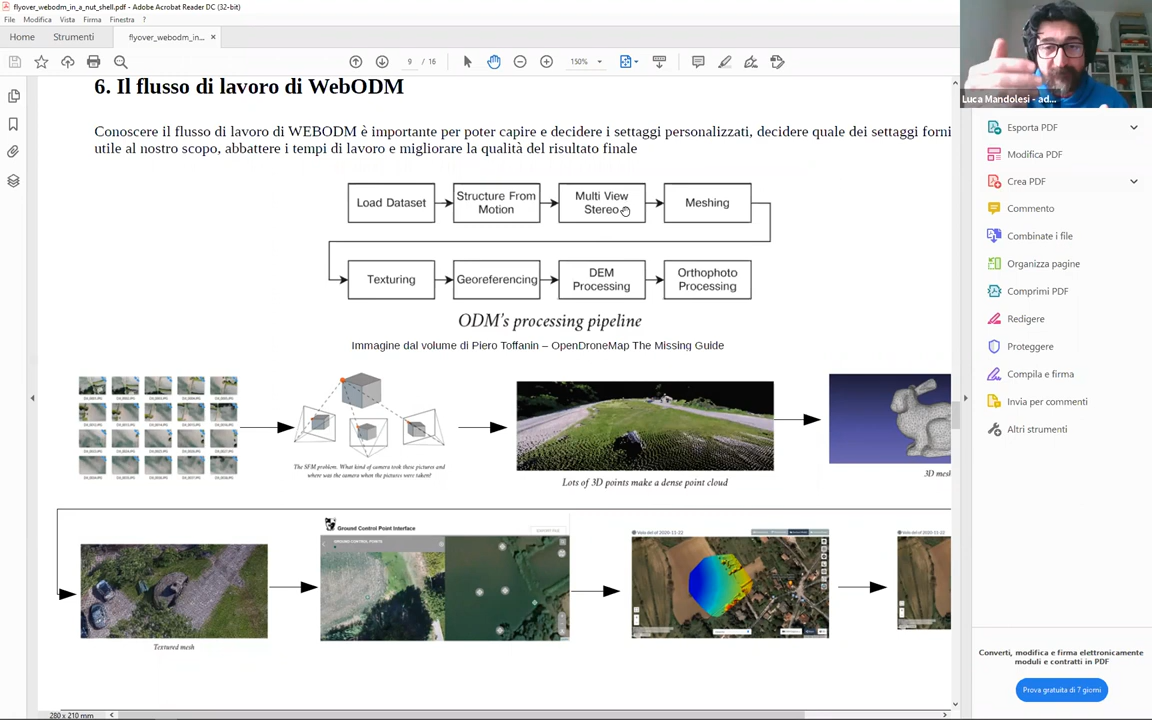 flyover_webodm_in_a_nut_shell.pdf - Adobe Acrobat Reader DC (32-bit)
File Modifica Vista Firma Finestra ?
Home Strumenti flyover_webodm_in... ×
9 / 16 150%
6. Il flusso di lavoro di WebODM
Conoscere il flusso di lavoro di WEBODM è importante per poter capire e decidere i settaggi personalizzati, decidere quale dei settaggi forni
utile al nostro scopo, abbattere i tempi di lavoro e migliorare la qualità del risultato finale
Load Dataset
Structure From
Motion
Multi View
Stereo
Meshing
Texturing
Georeferencing
DEM
Processing
Orthophoto
Processing
ODM's processing pipeline
Immagine dal volume di Piero Toffanin – OpenDroneMap The Missing Guide
The SFM problem. What kind of camera took these pictures and
where was the camera when the pictures were taken?
Lots of 3D points make a dense point cloud
3D mesh
Ground Control Point Interface
GROUND CONTROL POINTS
Textured mesh
Luca Mandolesi - ad...
Esporta PDF
Modifica PDF
Crea PDF
Commento
Combinate i file
Organizza pagine
Comprimi PDF
Redigere
Proteggere
Compila e firma
Invia per commenti
Altri strumenti
Converti, modifica e firma elettronicamente
moduli e contratti in PDF
Prova gratuita di 7 giorni
280 x 210 mm